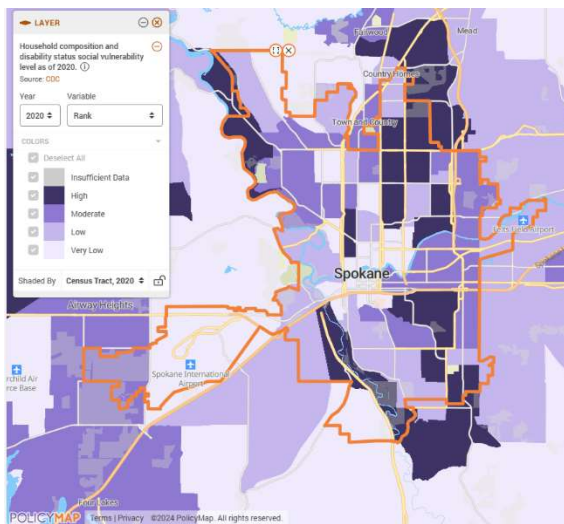 LAYER
Household composition and
disability status social vulnerability
level as of 2020.
Source: CDC
Year Variable
2020 Rank
COLORS
Deselect All
Insufficient Data
High
Moderate
Low
Very Low
Shaded By Census Tract, 2020
Fairwood
Mead
Country Homes
Town and Country
Felts Field Airport
Spokane
Spokane
Airway Heights
Spokane International
Airport
rchild Air
rce Base
Four Lakes
POLICYMAP Terms | Privacy ©2024 PolicyMap. All rights reserved.